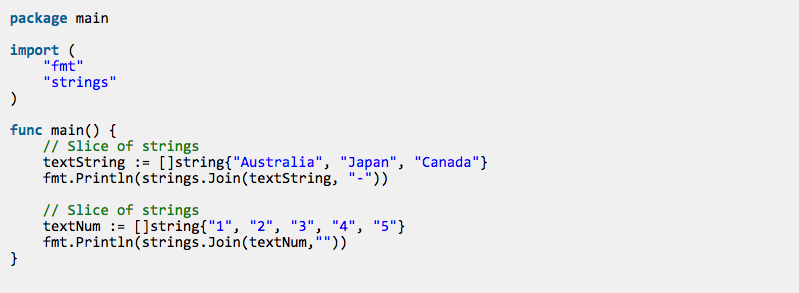 package main
import (
"fmt"
"strings"
)
func main() {
// Slice of strings
textString := []string{"Australia", "Japan", "Canada"}
fmt.Println(strings.Join(textString, "-"))
// Slice of strings
textNum := []string{"1", "2", "3", "4", "5"}
fmt.Println(strings.Join(textNum,""))
}